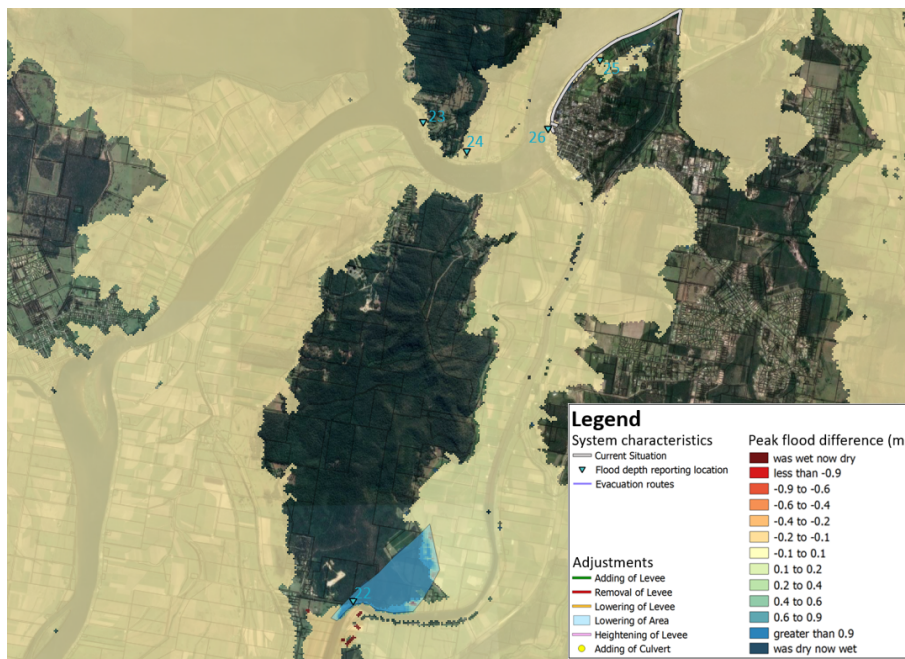 23
24
25
26
22
Legend
System characteristics
Current Situation
Flood depth reporting location
Evacuation routes
Adjustments
Adding of Levee
Removal of Levee
Lowering of Levee
Lowering of Area
Heightening of Levee
Adding of Culvert
Peak flood difference (m
was wet now dry
less than -0.9
-0.9 to -0.6
-0.6 to -0.4
-0.4 to -0.2
-0.2 to -0.1
-0.1 to 0.1
0.1 to 0.2
0.2 to 0.4
0.4 to 0.6
0.6 to 0.9
greater than 0.9
was dry now wet